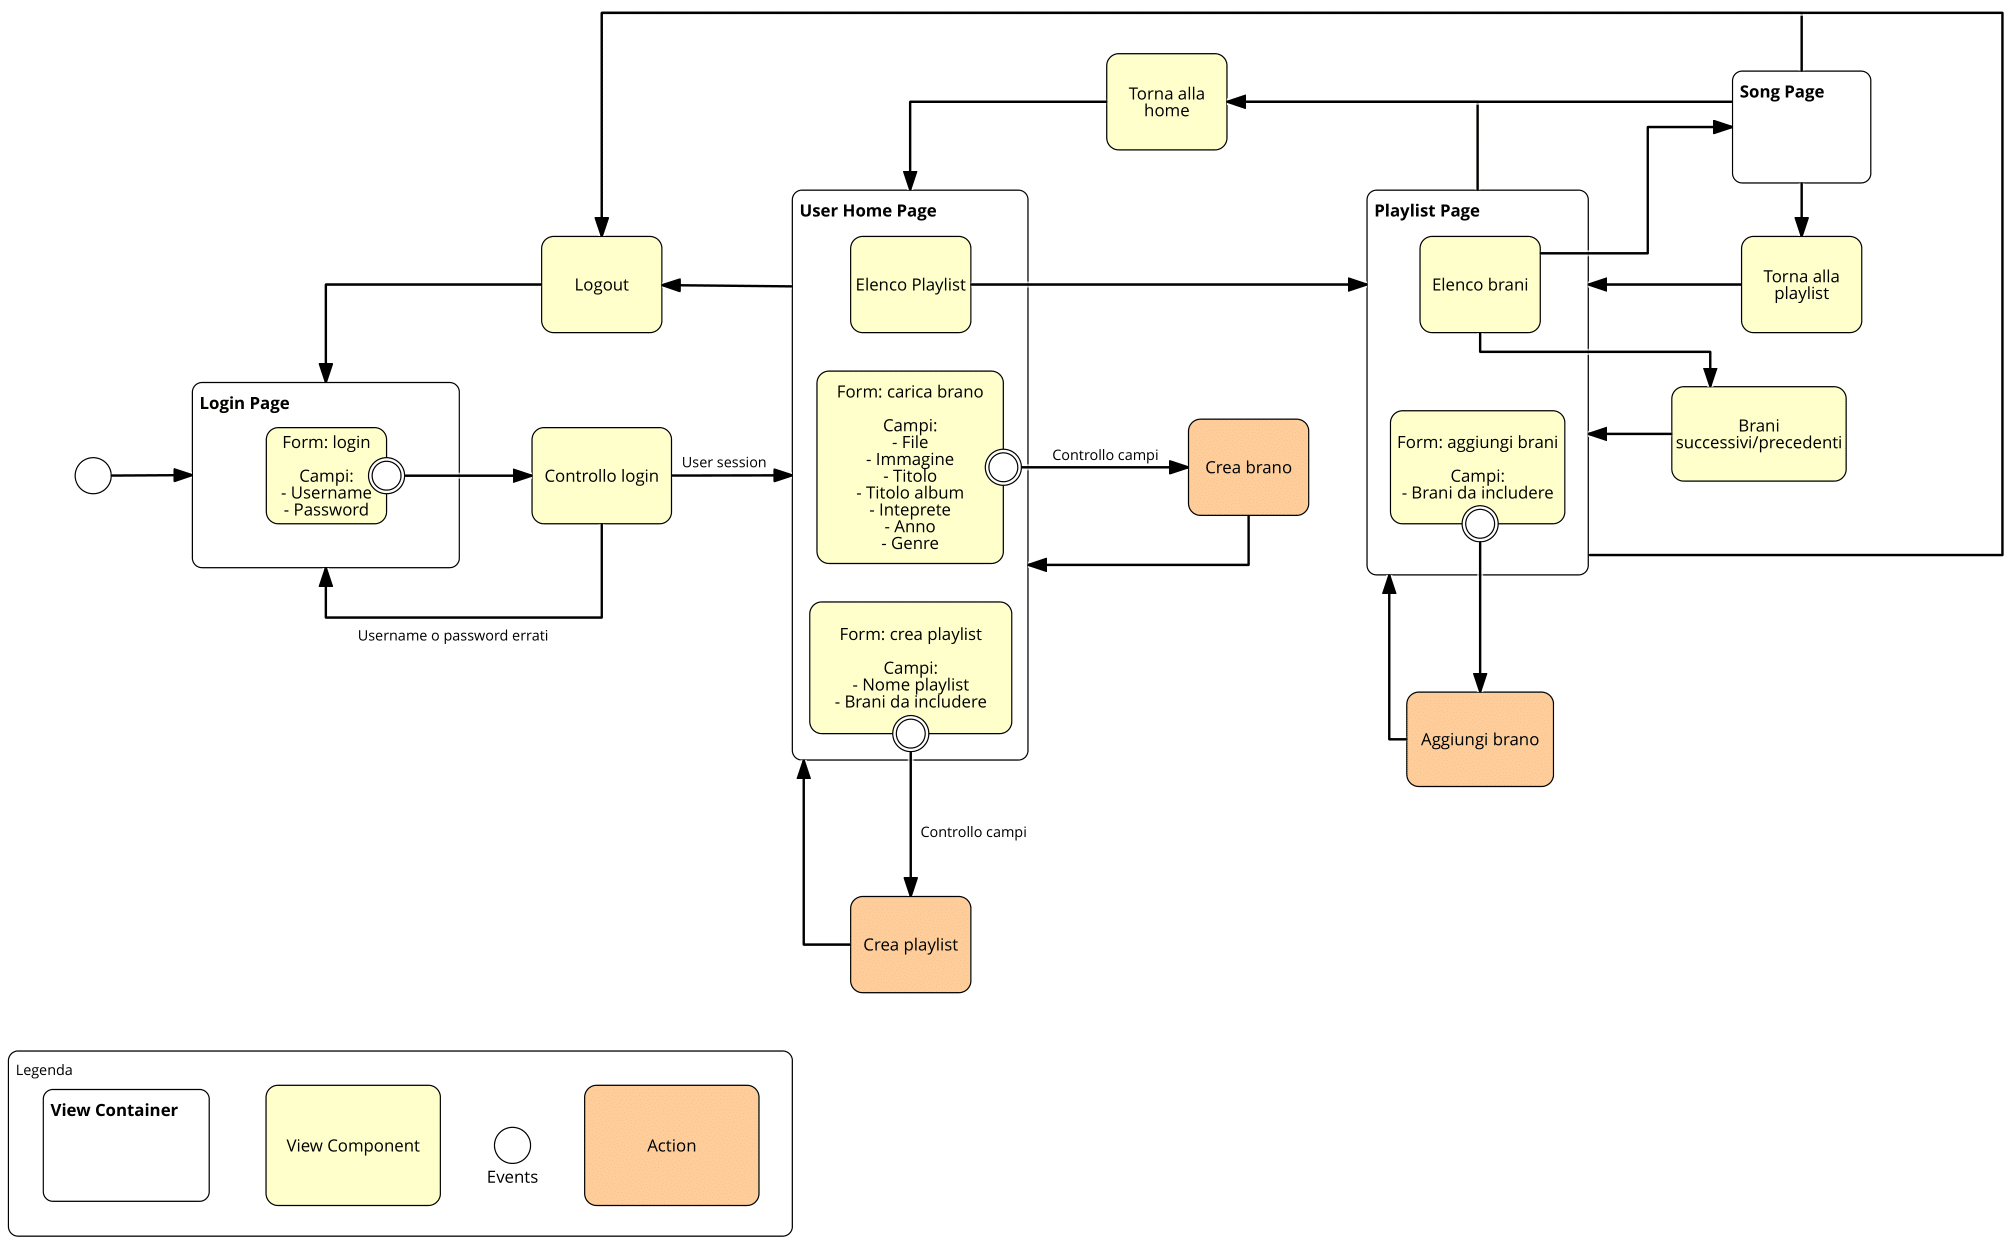 Torna alla
home
Song Page
User Home Page
Playlist Page
Logout
Elenco Playlist
Elenco brani
Torna alla
playlist
Login Page
Form: login
Campi:
- Username
- Password
Controllo login
User session
Username o password errati
Form: carica brano
Campi:
- File
- Immagine
- Titolo
- Titolo album
- Inteprete
- Anno
- Genre
Controllo campi
Crea brano
Form: aggiungi brani
Campi:
- Brani da includere
Brani
successivi/precedenti
Form: crea playlist
Campi:
- Nome playlist
- Brani da includere
Aggiungi brano
Controllo campi
Crea playlist
Legenda
View Container
View Component
Events
Action